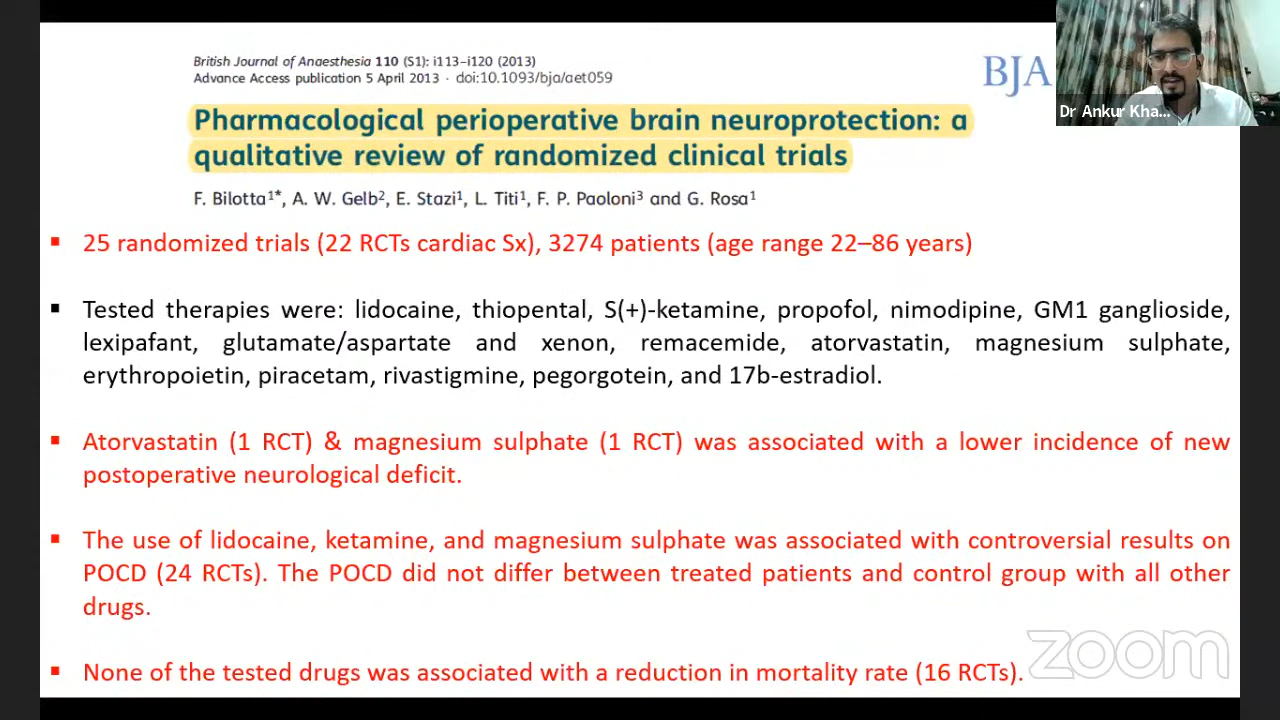 British Journal of Anaesthesia 110 (S1): i113–i120 (2013)
Advance Access publication 5 April 2013 · doi:10.1093/bja/aet059
BJA
Dr Ankur Kha...
Pharmacological perioperative brain neuroprotection: a
qualitative review of randomized clinical trials
F. Bilotta1*, A. W. Gelb2, E. Stazi1, L. Titi1, F. P. Paoloni3 and G. Rosa1
▪ 25 randomized trials (22 RCTs cardiac Sx), 3274 patients (age range 22–86 years)
▪ Tested therapies were: lidocaine, thiopental, S(+)-ketamine, propofol, nimodipine, GM1 ganglioside,
lexipafant, glutamate/aspartate and xenon, remacemide, atorvastatin, magnesium sulphate,
erythropoietin, piracetam, rivastigmine, pegorgotein, and 17b-estradiol.
▪ Atorvastatin (1 RCT) & magnesium sulphate (1 RCT) was associated with a lower incidence of new
postoperative neurological deficit.
▪ The use of lidocaine, ketamine, and magnesium sulphate was associated with controversial results on
POCD (24 RCTs). The POCD did not differ between treated patients and control group with all other
drugs.
▪ None of the tested drugs was associated with a reduction in mortality rate (16 RCTs).
zoom